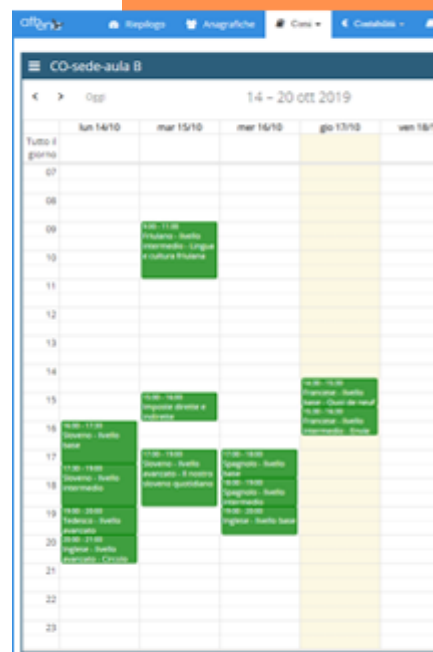 Riepilogo Anagrafiche Corsi € Contabilità
CO-sede-aula B
Oggi 14 – 20 ott 2019
lun 14/10 mar 15/10 mer 16/10 gio 17/10 ven 18/1
Tutto il
giorno
07
08
09
9:00 - 11:00
Friulano - livello
intermedio - Lingua
e cultura friulana
10
11
12
13
14
14:30 - 15:30
Francese - livello
base - Quoi de neuf
15
15:00 - 16:00
Imposte dirette e
indirette
15:30 - 16:30
Francese - livello
intermedio - Envie
16
16:00 - 17:30
Sloveno - livello
base
17
17:00 - 19:00
Sloveno - livello
avanzato - Il nostro
sloveno quotidiano
17:00 - 18:00
Spagnolo - livello
base
17:30 - 19:00
Sloveno - livello
intermedio
18
18:00 - 19:00
Spagnolo - livello
intermedio
19
19:00 - 20:00
Tedesco - livello
avanzato
19:00 - 20:00
Inglese - livello base
20
20:00 - 21:00
Inglese - livello
avanzato - Circolo
21
22
23